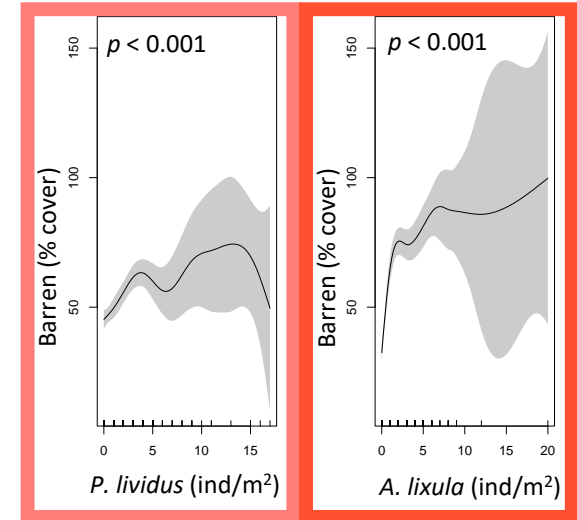 p < 0.001
Barren (% cover)
150
100
50
0 5 10 15
P. lividus (ind/m²)
p < 0.001
Barren (% cover)
150
100
50
0 5 10 15 20
A. lixula (ind/m²)